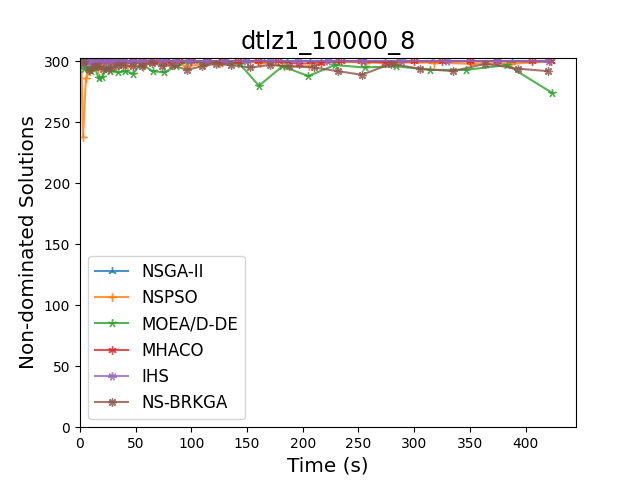 dtlz1_10000_8
Non-dominated Solutions
300
250
200
150
100
50
0
NSGA-II
NSPSO
MOEA/D-DE
MHACO
IHS
NS-BRKGA
0 50 100 150 200 250 300 350 400
Time (s)